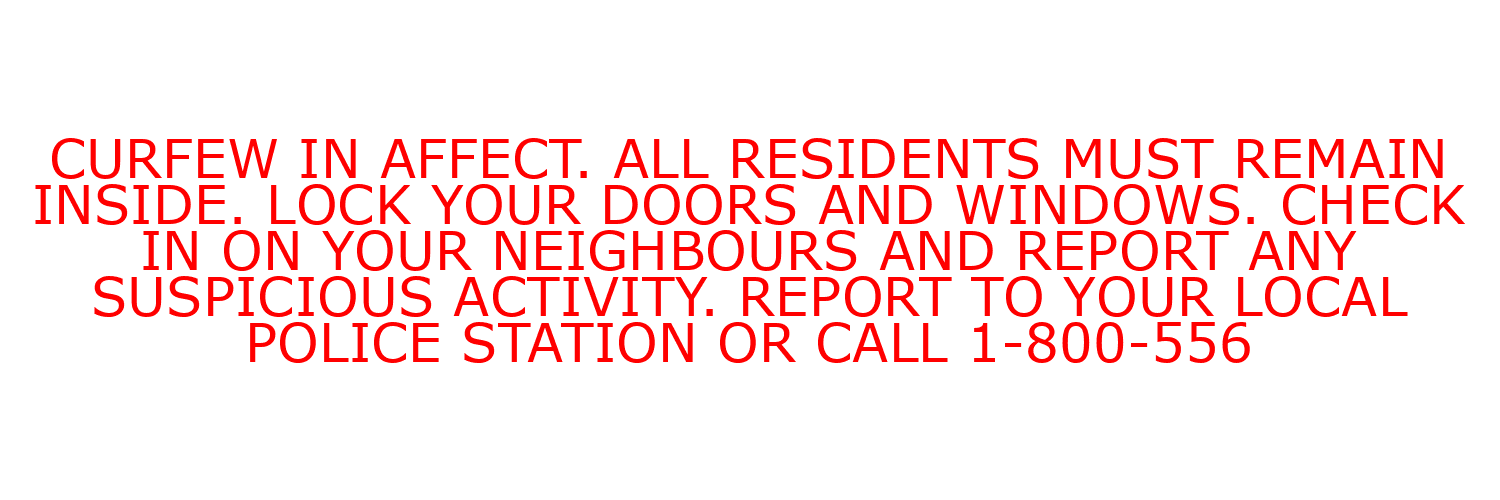 CURFEW IN AFFECT. ALL RESIDENTS MUST REMAIN
INSIDE. LOCK YOUR DOORS AND WINDOWS. CHECK
IN ON YOUR NEIGHBOURS AND REPORT ANY
SUSPICIOUS ACTIVITY. REPORT TO YOUR LOCAL
POLICE STATION OR CALL 1-800-556